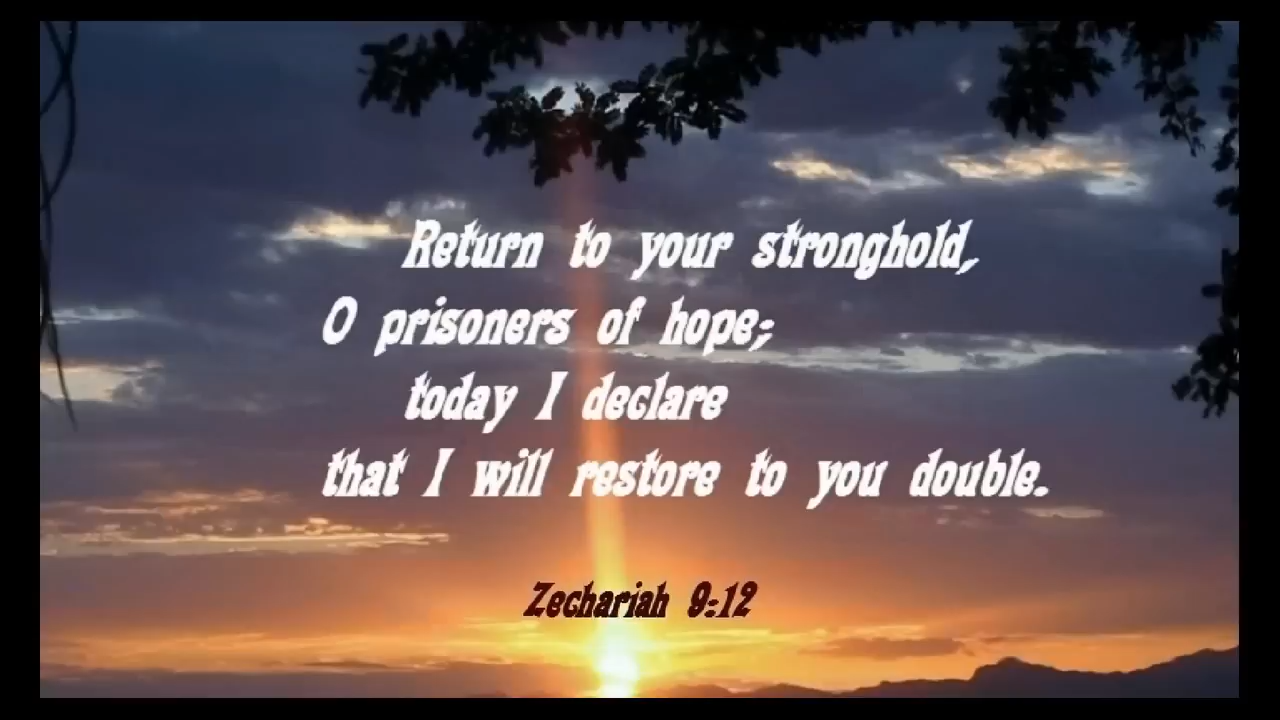 Return to your stronghold,
O prisoners of hope;
today I declare
that I will restore to you double.
Zechariah 9:12